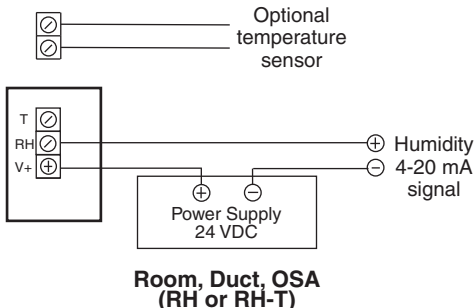 Optional
temperature
sensor
T
RH
V+
+ Humidity
− 4-20 mA
signal
+ −
Power Supply
24 VDC
Room, Duct, OSA
(RH or RH-T)